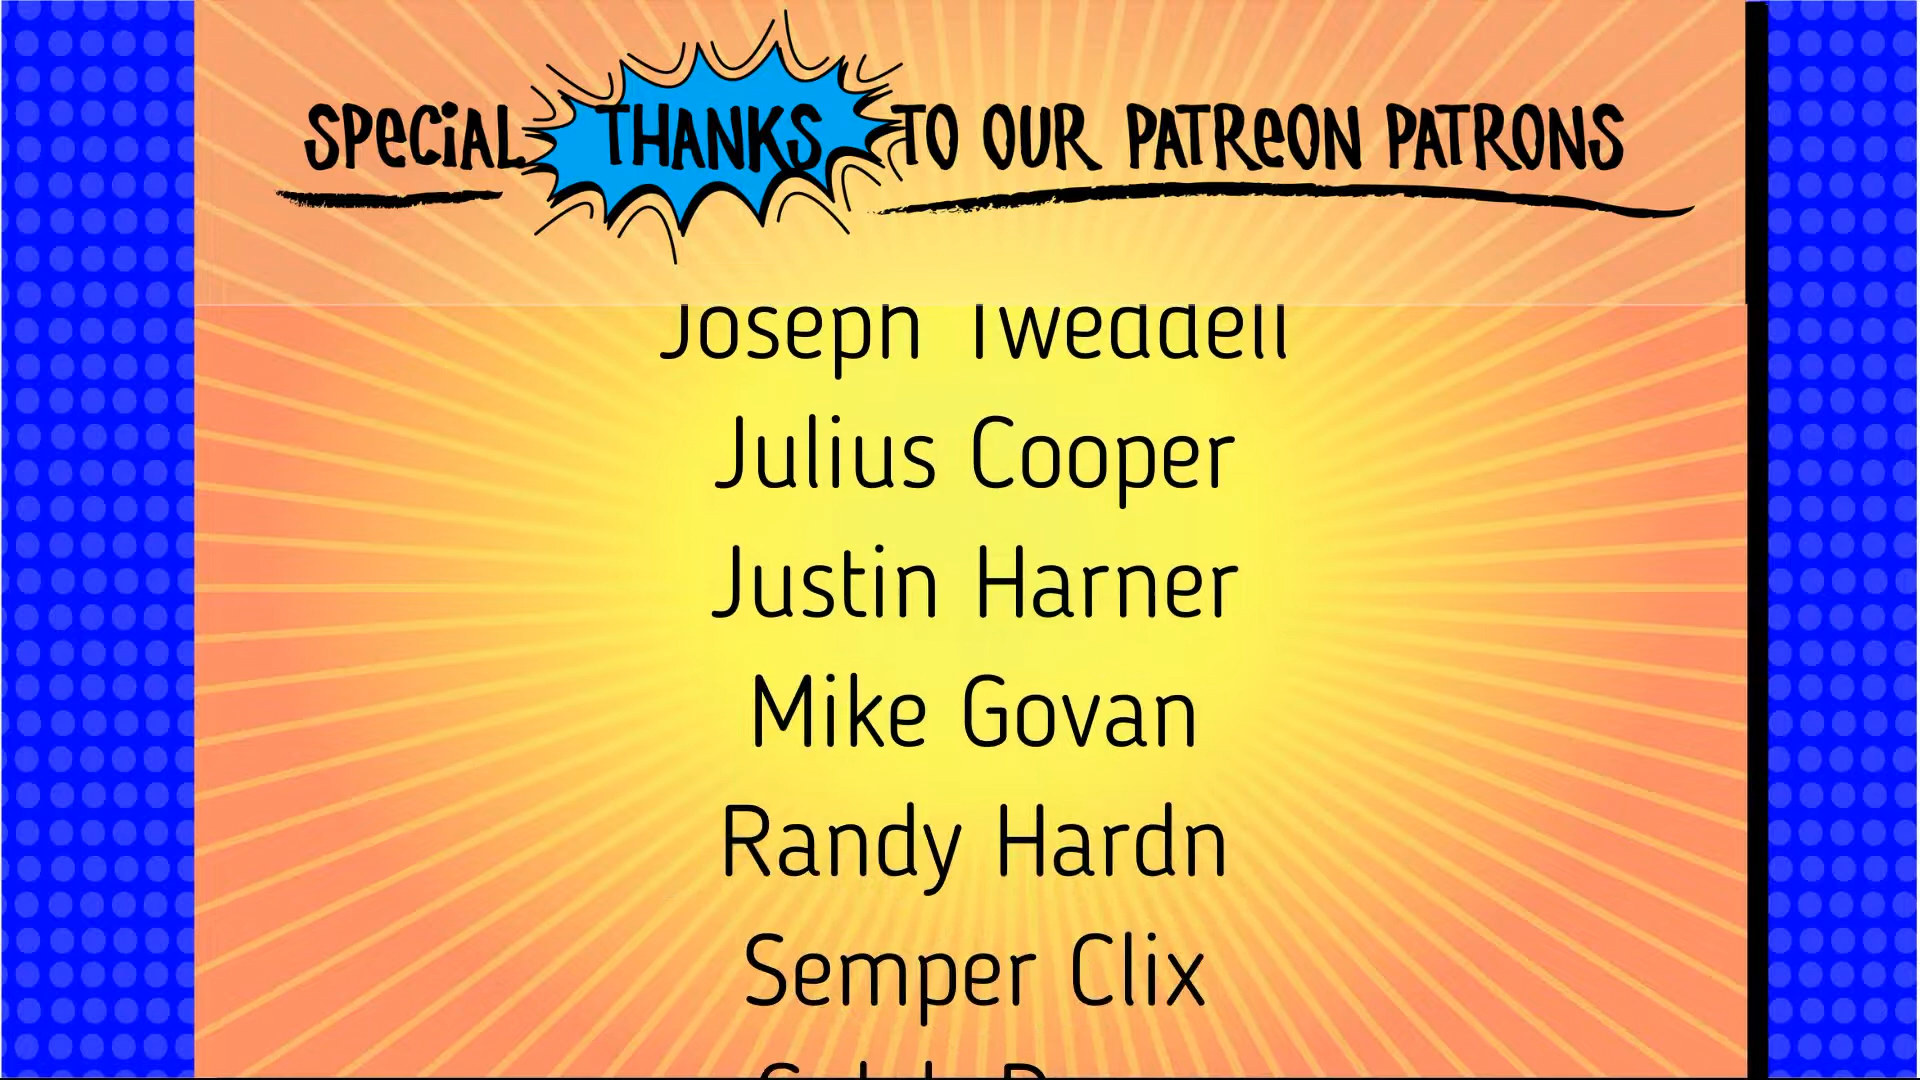 SPECiAL THANKS TO OUR PATReON PATRONS
Joseph Tweddell
Julius Cooper
Justin Harner
Mike Govan
Randy Hardn
Semper Clix